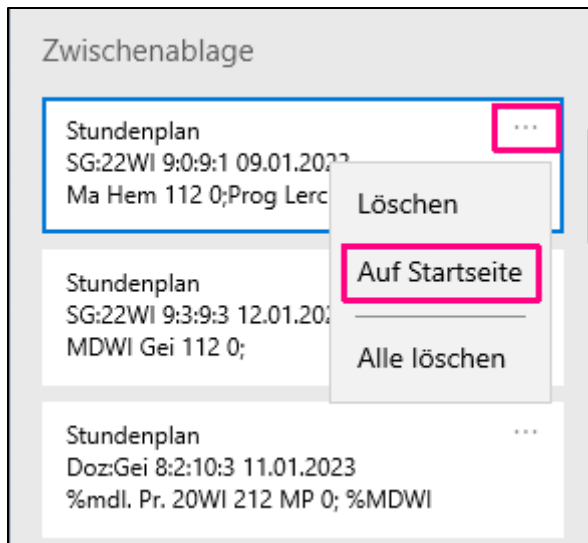 Zwischenablage
Stundenplan
SG:22WI 9:0:9:1 09.01.2023
Ma Hem 112 0;Prog Lerc
Löschen
Auf Startseite
Alle löschen
Stundenplan
SG:22WI 9:3:9:3 12.01.202
MDWI Gei 112 0;
Stundenplan
Doz:Gei 8:2:10:3 11.01.2023
%mdl. Pr. 20WI 212 MP 0; %MDWI